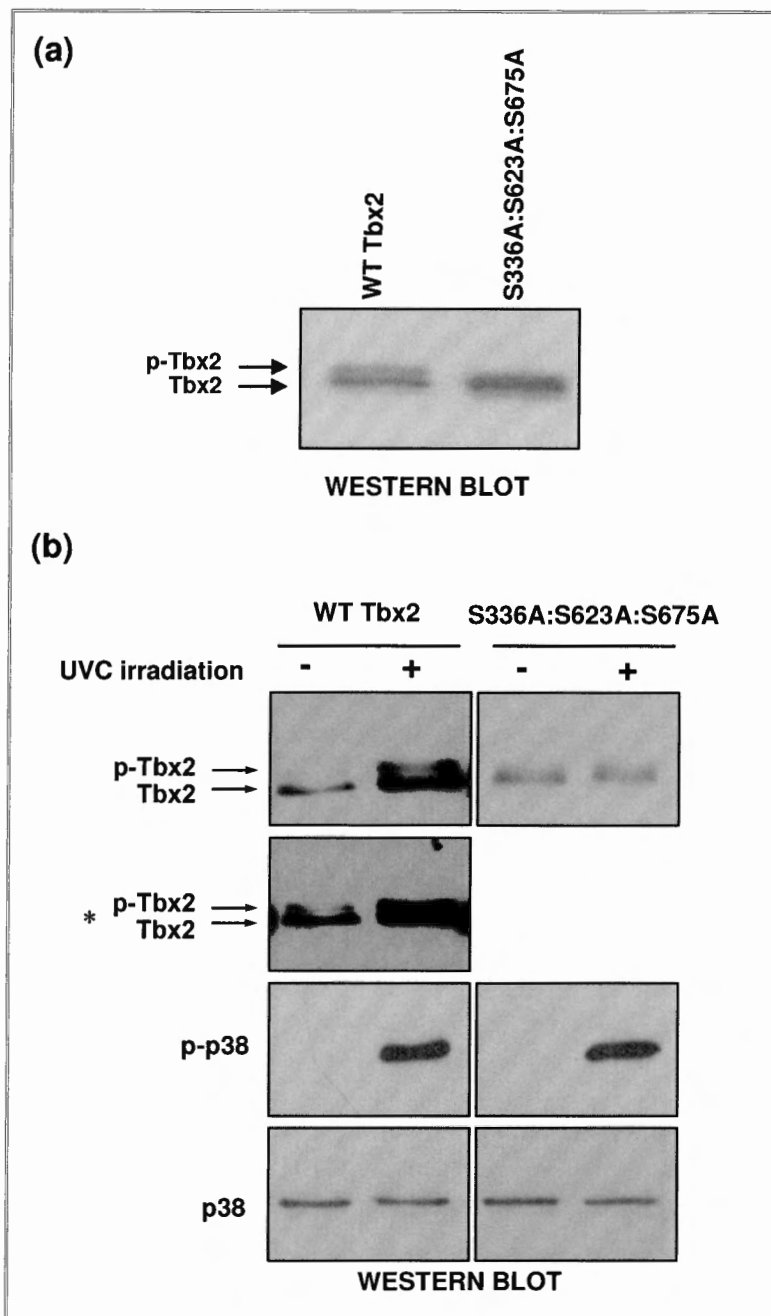 (a)
WT Tbx2
S336A:S623A:S675A
p-Tbx2
Tbx2
WESTERN BLOT
(b)
WT Tbx2 S336A:S623A:S675A
UVC irradiation - + - +
p-Tbx2
Tbx2
* p-Tbx2
Tbx2
p-p38
p38
WESTERN BLOT